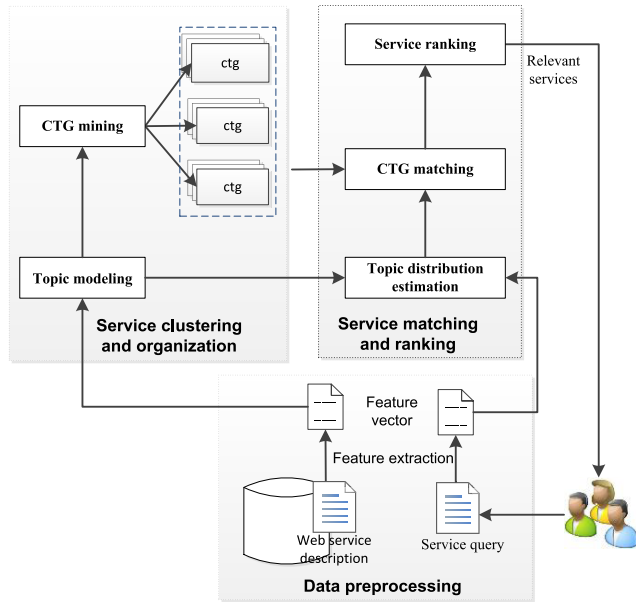 Service ranking
Relevant
services
ctg
CTG mining
ctg
CTG matching
ctg
Topic modeling
Topic distribution
estimation
Service clustering
and organization
Service matching
and ranking
Feature
vector
Feature extraction
Web service
description
Service query
Data preprocessing